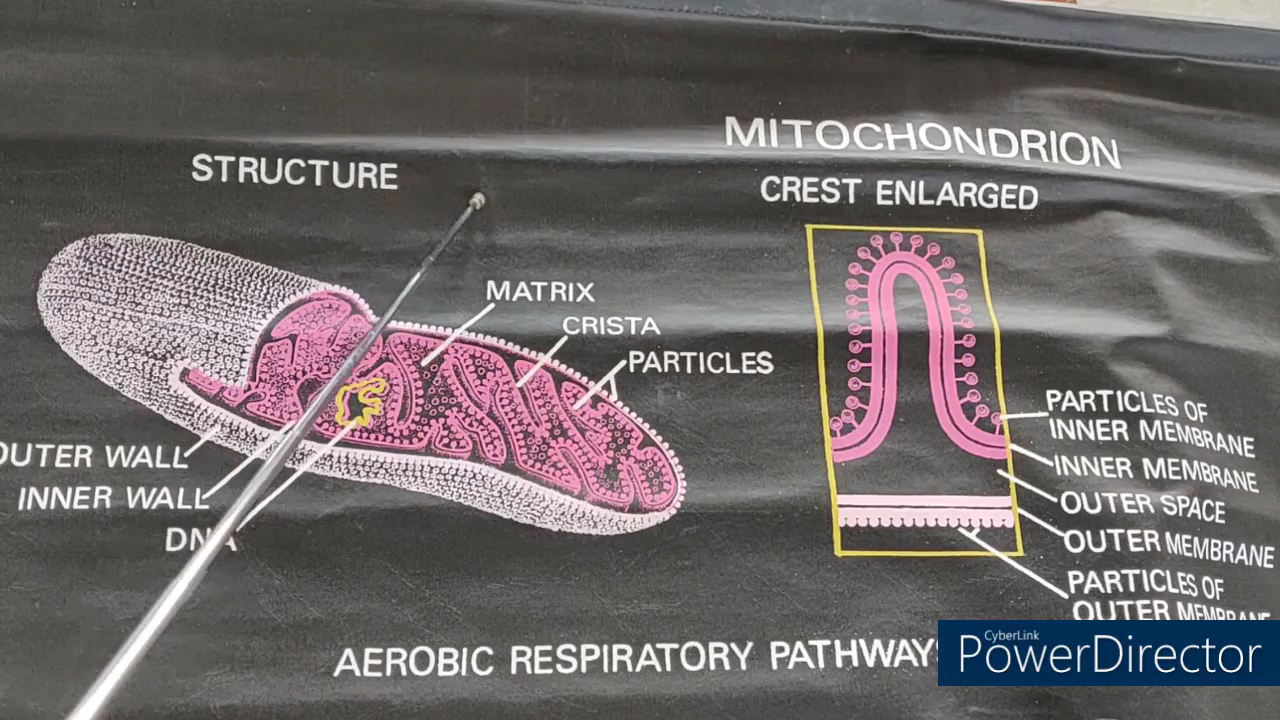 MITOCHONDRION
STRUCTURE
CREST ENLARGED
MATRIX
CRISTA
PARTICLES
OUTER WALL
INNER WALL
DNA
PARTICLES OF
INNER MEMBRANE
INNER MEMBRANE
OUTER SPACE
OUTER MEMBRANE
PARTICLES OF
OUTER MEMBRANE
AEROBIC RESPIRATORY PATHWAYS
CyberLink
PowerDirector